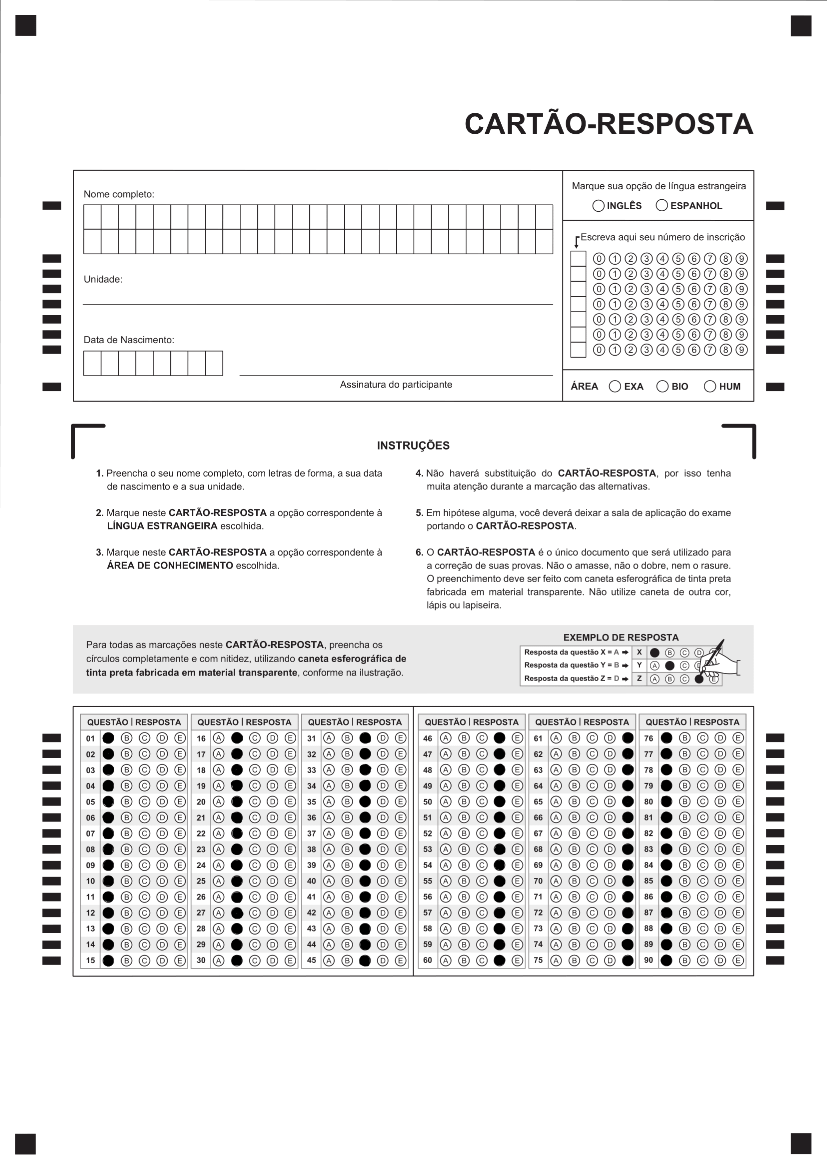 CARTÃO-RESPOSTA
Nome completo:
Unidade:
Data de Nascimento:
Assinatura do participante
Marque sua opção de língua estrangeira
INGLÊS ESPANHOL
Escreva aqui seu número de inscrição
0 1 2 3 4 5 6 7 8 9
0 1 2 3 4 5 6 7 8 9
0 1 2 3 4 5 6 7 8 9
0 1 2 3 4 5 6 7 8 9
0 1 2 3 4 5 6 7 8 9
0 1 2 3 4 5 6 7 8 9
0 1 2 3 4 5 6 7 8 9
ÁREA EXA BIO HUM
INSTRUÇÕES
1. Preencha o seu nome completo, com letras de forma, a sua data
de nascimento e a sua unidade.
2. Marque neste CARTÃO-RESPOSTA a opção correspondente à
LÍNGUA ESTRANGEIRA escolhida.
3. Marque neste CARTÃO-RESPOSTA a opção correspondente à
ÁREA DE CONHECIMENTO escolhida.
4. Não haverá substituição do CARTÃO-RESPOSTA, por isso tenha
muita atenção durante a marcação das alternativas.
5. Em hipótese alguma, você deverá deixar a sala de aplicação do exame
portando o CARTÃO-RESPOSTA.
6. O CARTÃO-RESPOSTA é o único documento que será utilizado para
a correção de suas provas. Não o amasse, não o dobre, nem o rasure.
O preenchimento deve ser feito com caneta esferográfica de tinta preta
fabricada em material transparente. Não utilize caneta de outra cor,
lápis ou lapiseira.
Para todas as marcações neste CARTÃO-RESPOSTA, preencha os
círculos completamente e com nitidez, utilizando caneta esferográfica de
tinta preta fabricada em material transparente, conforme na ilustração.
EXEMPLO DE RESPOSTA
Resposta da questão X = A ➡ X B C D
Resposta da questão Y = B ➡ Y A C D
Resposta da questão Z = D ➡ Z A B C E
QUESTÃO | RESPOSTA QUESTÃO | RESPOSTA QUESTÃO | RESPOSTA QUESTÃO | RESPOSTA QUESTÃO | RESPOSTA QUESTÃO | RESPOSTA
01 B C D E 16 A C D E 31 A B D E 46 A B C E 61 A B C D 76 B C D E
02 B C D E 17 A C D E 32 A B D E 47 A B C E 62 A B C D 77 B C D E
03 B C D E 18 A C D E 33 A B D E 48 A B C E 63 A B C D 78 B C D E
04 B C D E 19 A C D E 34 A B D E 49 A B C E 64 A B C D 79 B C D E
05 B C D E 20 A C D E 35 A B D E 50 A B C E 65 A B C D 80 B C D E
06 B C D E 21 A C D E 36 A B D E 51 A B C E 66 A B C D 81 B C D E
07 B C D E 22 A C D E 37 A B D E 52 A B C E 67 A B C D 82 B C D E
08 B C D E 23 A C D E 38 A B D E 53 A B C E 68 A B C D 83 B C D E
09 B C D E 24 A C D E 39 A B D E 54 A B C E 69 A B C D 84 B C D E
10 B C D E 25 A C D E 40 A B D E 55 A B C E 70 A B C D 85 B C D E
11 B C D E 26 A C D E 41 A B D E 56 A B C E 71 A B C D 86 B C D E
12 B C D E 27 A C D E 42 A B D E 57 A B C E 72 A B C D 87 B C D E
13 B C D E 28 A C D E 43 A B D E 58 A B C E 73 A B C D 88 B C D E
14 B C D E 29 A C D E 44 A B D E 59 A B C E 74 A B C D 89 B C D E
15 B C D E 30 A C D E 45 A B D E 60 A B C E 75 A B C D 90 B C D E